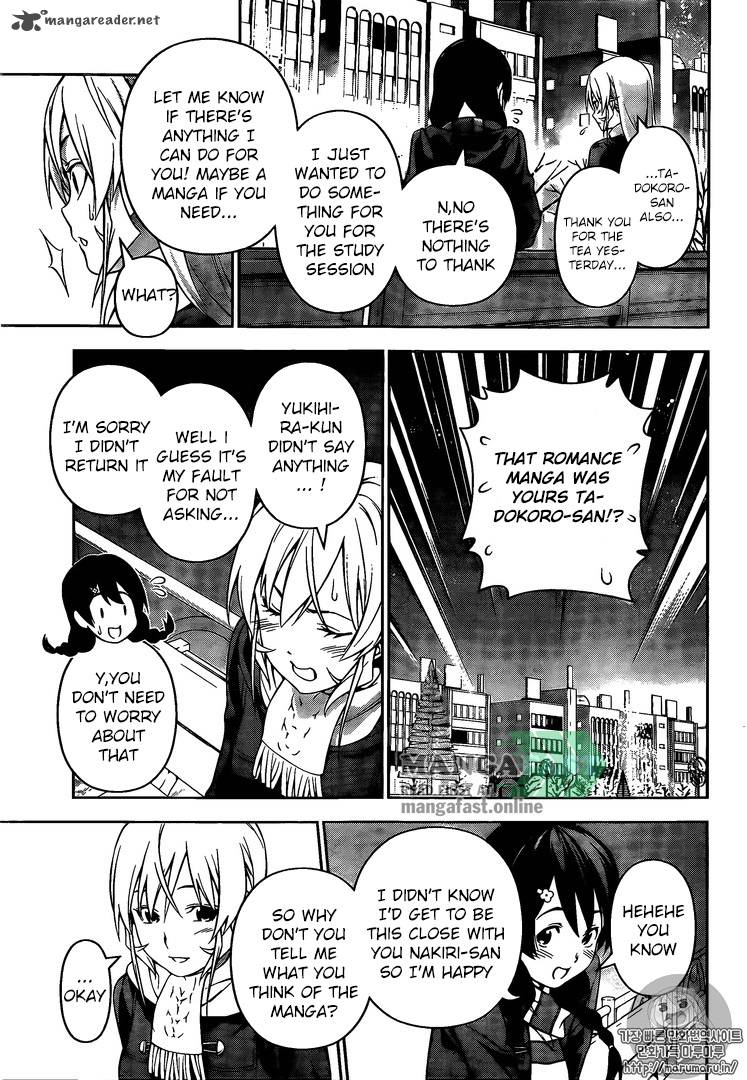 mangareader.net
...TA-
DOKORO-
SAN
ALSO...
THANK YOU
FOR THE
TEA YES-
TERDAY...
N,NO
THERE'S
NOTHING
TO THANK
I JUST
WANTED TO
DO SOME-
THING FOR
YOU FOR
THE STUDY
SESSION
LET ME KNOW
IF THERE'S
ANYTHING I
CAN DO FOR
YOU! MAYBE A
MANGA IF YOU
NEED...
WHAT?
THAT ROMANCE
MANGA WAS
YOURS TA-
DOKORO-SAN!?
YUKIHI-
RA-KUN
DIDN'T SAY
ANYTHING
... !
WELL I
GUESS IT'S
MY FAULT
FOR NOT
ASKING...
I'M SORRY
I DIDN'T
RETURN IT
Y,YOU
DON'T NEED
TO WORRY
ABOUT
THAT
MANGA
mangafast.online
HEHEHE
YOU
KNOW
I DIDN'T KNOW
I'D GET TO BE
THIS CLOSE WITH
YOU NAKIRI-SAN
SO I'M HAPPY
SO WHY
DON'T YOU
TELL ME
WHAT YOU
THINK OF THE
MANGA?
...
OKAY
가장 빠른 만화번역사이트
만화가득 마루마루
http://marumaru.in/